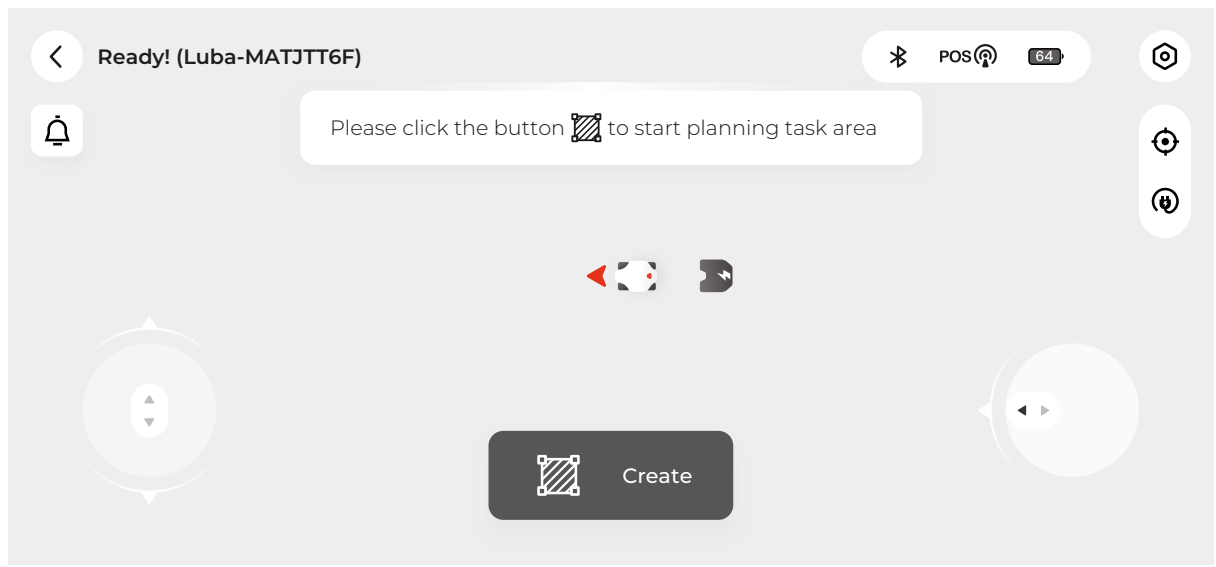 Ready! (Luba-MATJTT6F)
POS
64
Please click the button to start planning task area
Create